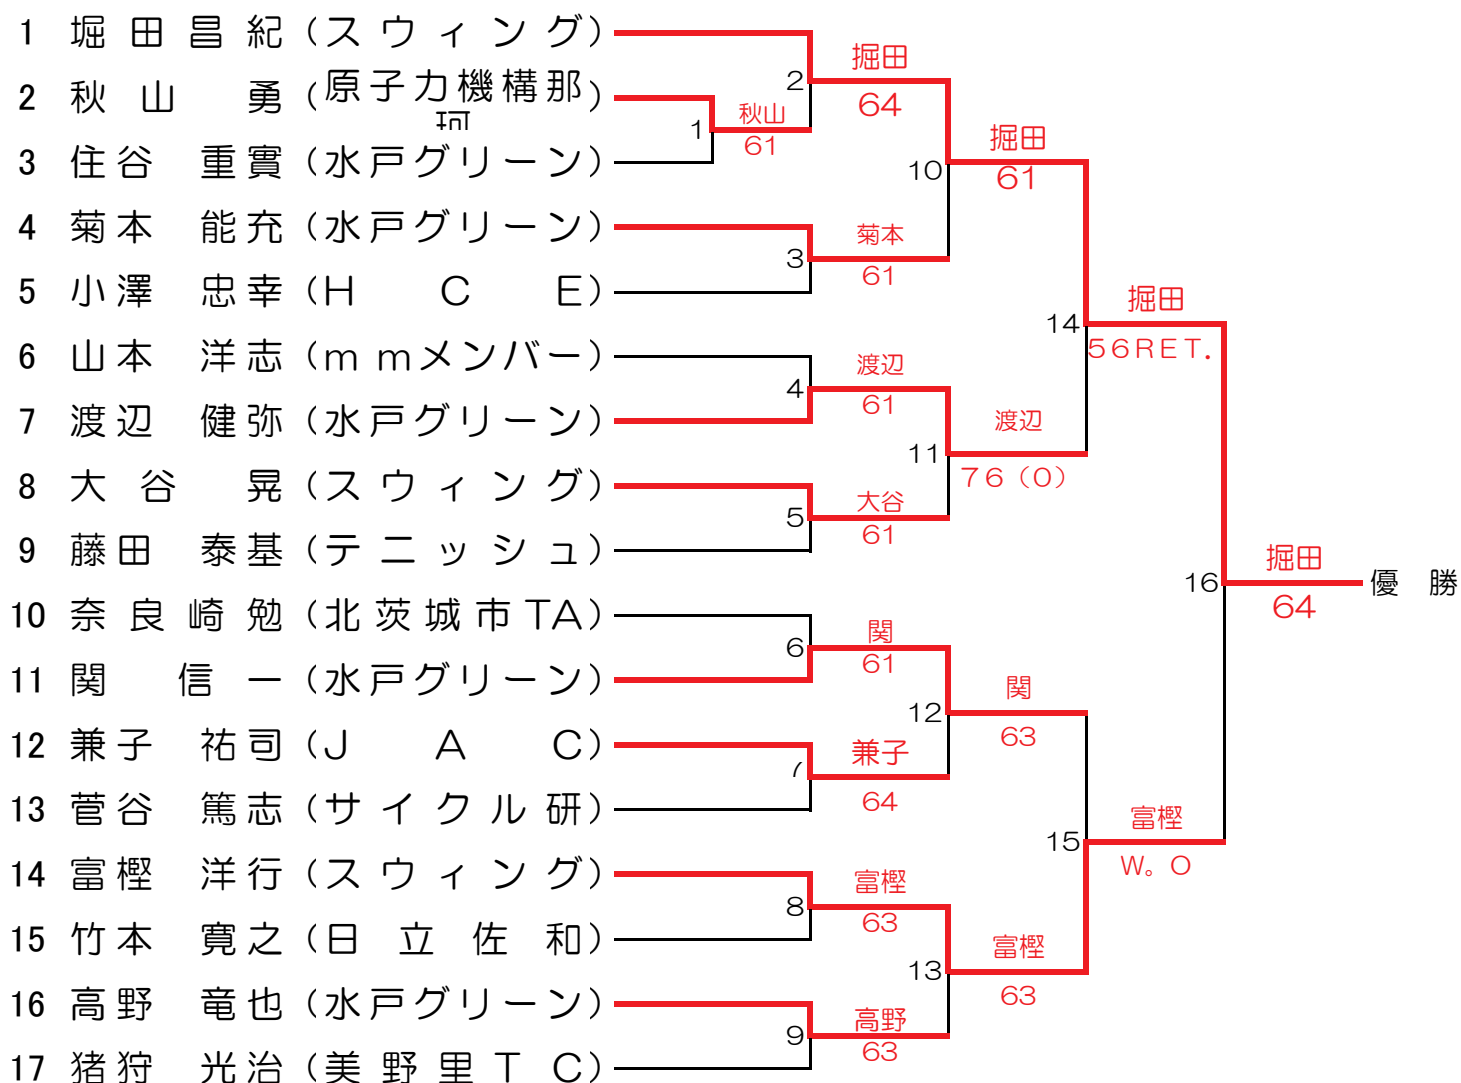 1 堀田昌紀(スウィング)
2 秋山 勇(原子力機構那珂)
3 住谷 重實(水戸グリーン)
4 菊本 能充(水戸グリーン)
5 小澤 忠幸(H C E)
6 山本 洋志(mmメンバー)
7 渡辺 健弥(水戸グリーン)
8 大谷 晃(スウィング)
9 藤田 泰基(テニッシュ)
10 奈良崎勉(北茨城市TA)
11 関 信一(水戸グリーン)
12 兼子 祐司(J A C)
13 菅谷 篤志(サイクル研)
14 富樫 洋行(スウィング)
15 竹本 寛之(日立佐和)
16 高野 竜也(水戸グリーン)
17 猪狩 光治(美野里TC)
1
秋山
61
2
掘田
64
3
菊本
61
4
渡辺
61
5
大谷
61
6
関
61
7
兼子
64
8
富樫
63
9
高野
63
10
掘田
61
11
渡辺
76(0)
12
関
63
13
富樫
63
14
掘田
56RET.
15
富樫
W。O
16
掘田
64
優 勝